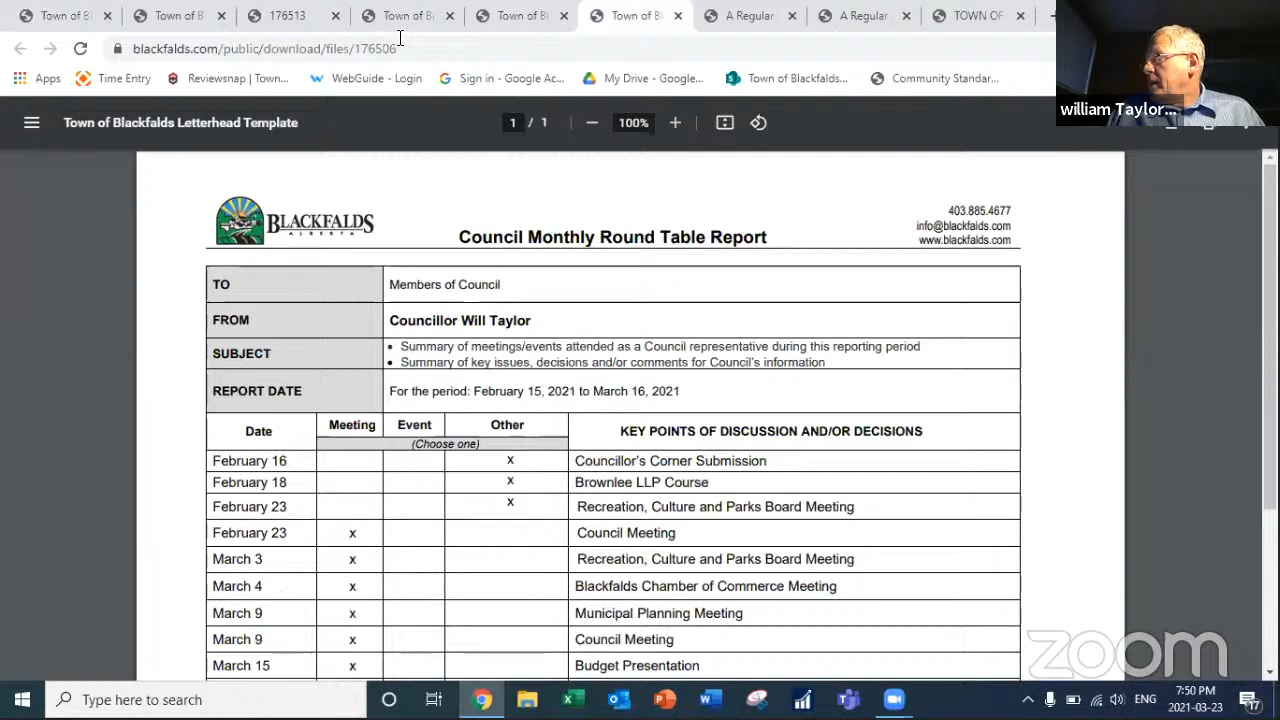 Town of Bl
Town of B
176513
Town of Bl
Town of Bl
Town of Bl
A Regular
A Regular
TOWN OF
blackfalds.com/public/download/files/176506
Apps
Time Entry
Reviewsnap | Town...
WebGuide - Login
Sign in - Google Ac...
My Drive - Google...
Town of Blackfalds...
Community Standar...
william Taylor...
Town of Blackfalds Letterhead Template
1 / 1
100%
BLACKFALDS
ALBERTA
Council Monthly Round Table Report
403.885.4677
info@blackfalds.com
www.blackfalds.com
TO Members of Council
FROM Councillor Will Taylor
SUBJECT
• Summary of meetings/events attended as a Council representative during this reporting period
• Summary of key issues, decisions and/or comments for Council's information
REPORT DATE For the period: February 15, 2021 to March 16, 2021
Date Meeting Event Other KEY POINTS OF DISCUSSION AND/OR DECISIONS
(Choose one)
February 16 x Councillor's Corner Submission
February 18 x Brownlee LLP Course
February 23 x Recreation, Culture and Parks Board Meeting
February 23 x Council Meeting
March 3 x Recreation, Culture and Parks Board Meeting
March 4 x Blackfalds Chamber of Commerce Meeting
March 9 x Municipal Planning Meeting
March 9 x Council Meeting
March 15 x Budget Presentation
zoom
Type here to search
ENG
7:50 PM
2021-03-23
17